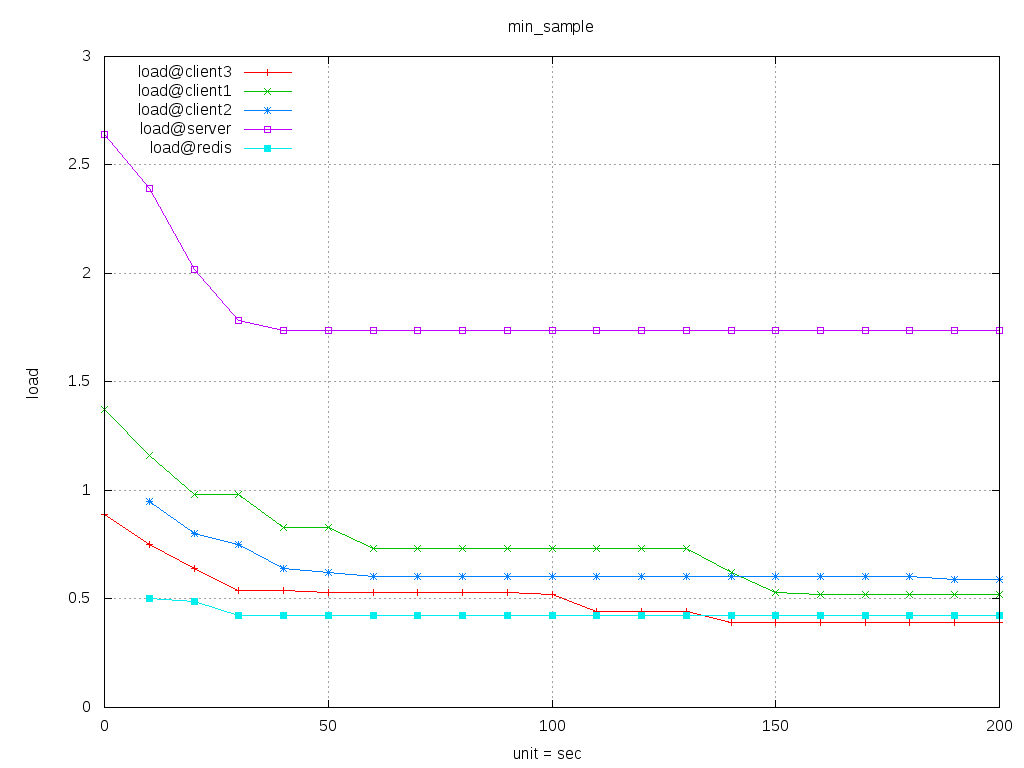 min_sample
load@client3
load@client1
load@client2
load@server
load@redis
3
2.5
2
1.5
1
0.5
0
load
0 50 100 150 200
unit = sec